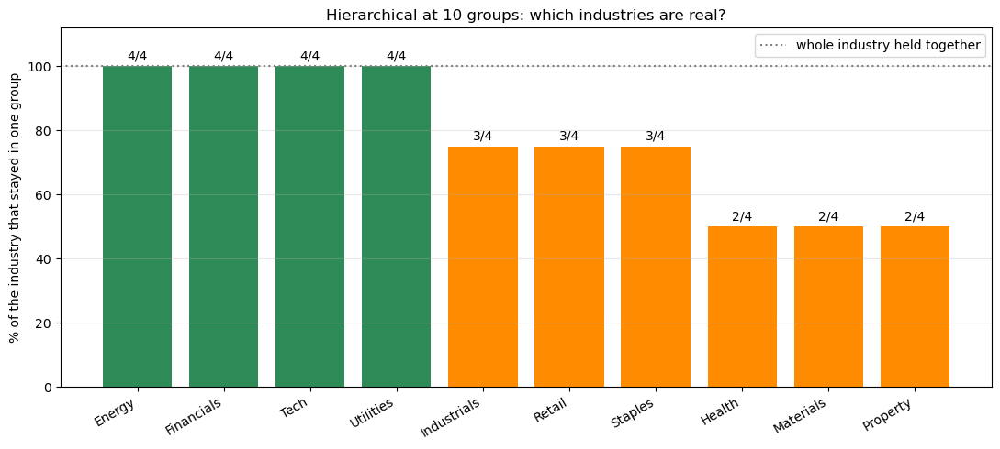 Hierarchical at 10 groups: which industries are real?
whole industry held together
% of the industry that stayed in one group
100
80
60
40
20
0
4/4 4/4 4/4 4/4 3/4 3/4 3/4 2/4 2/4 2/4
Energy Financials Tech Utilities Industrials Retail Staples Health Materials Property